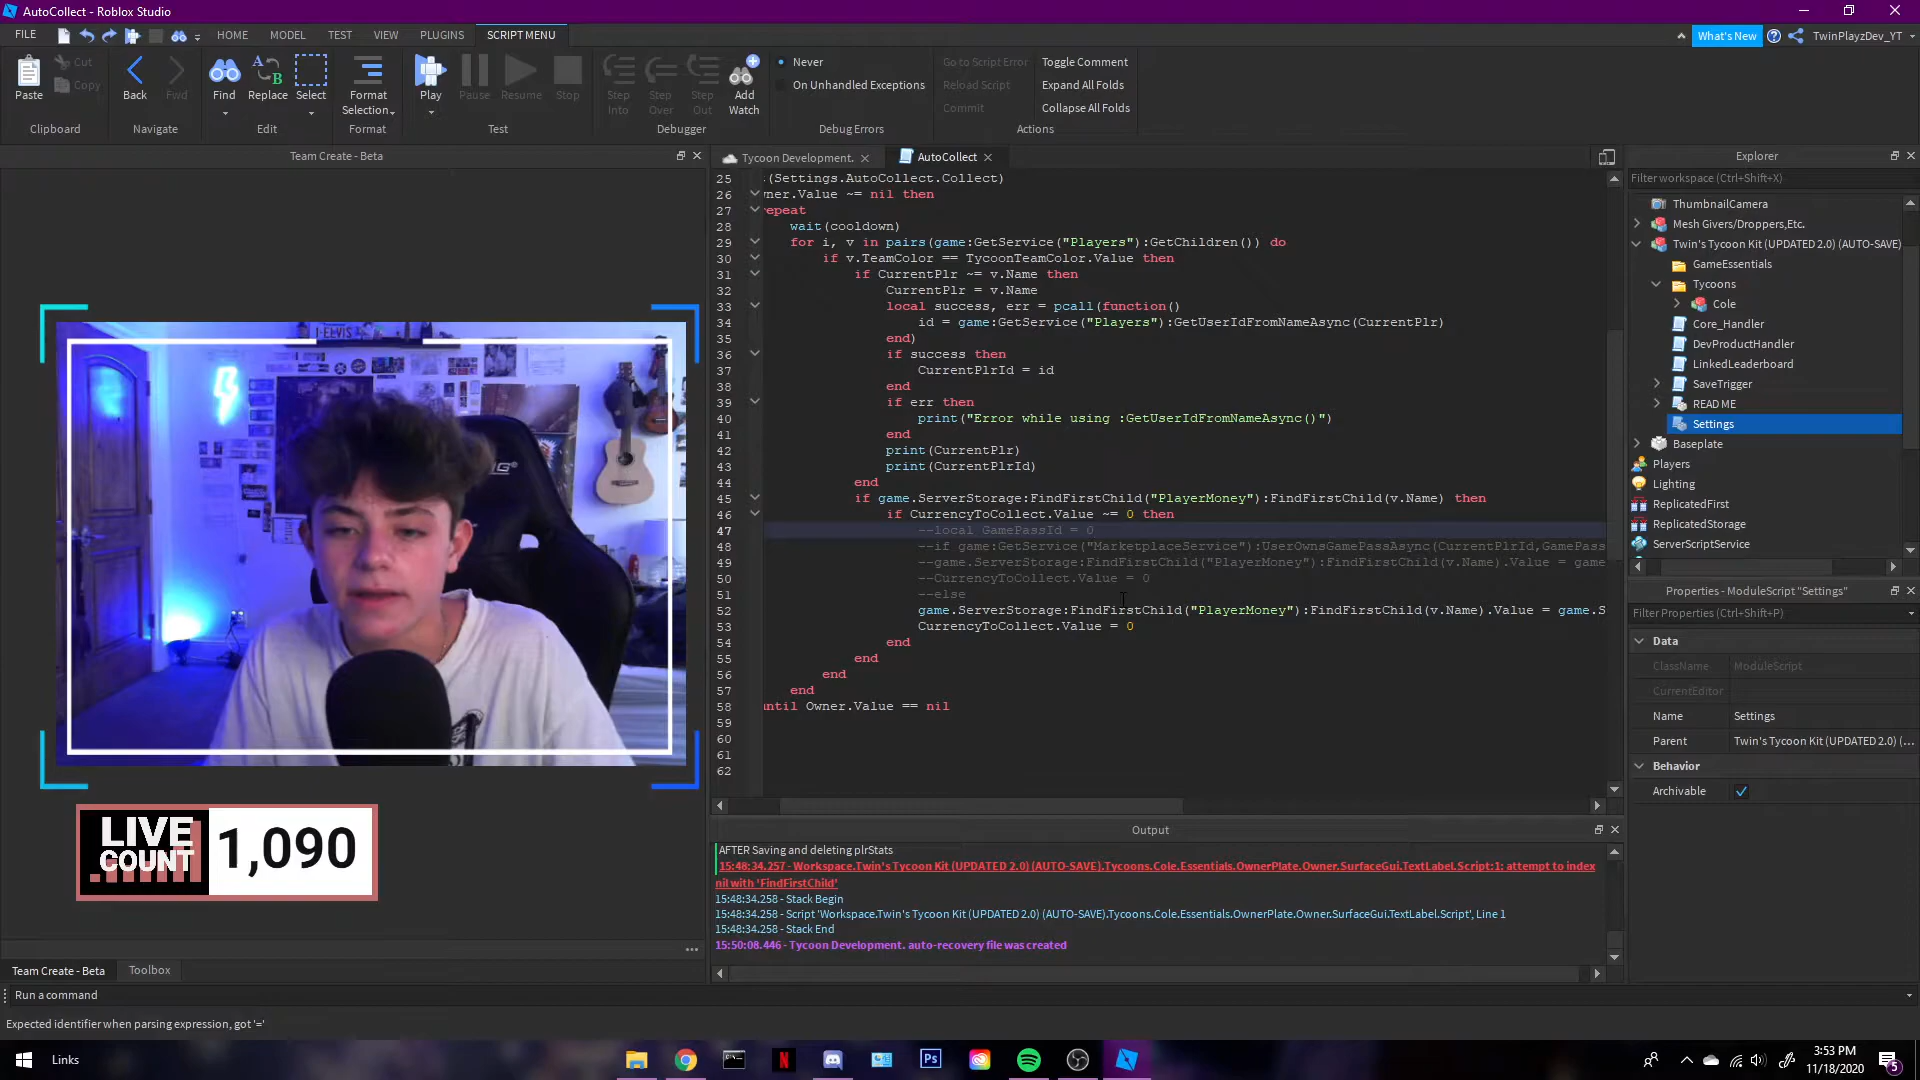 AutoCollect - Roblox Studio
FILE
HOME
MODEL
TEST
VIEW
PLUGINS
SCRIPT MENU
What's New
TwinPlayzDev_YT
Paste
Cut
Copy
Clipboard
Back
Fwd
Navigate
Find
Replace
Select
Edit
Format
Selection
Format
Play
Pause
Resume
Stop
Test
Step
Into
Step
Over
Step
Out
Add
Watch
Debugger
Never
On Unhandled Exceptions
Debug Errors
Go to Script Error
Reload Script
Commit
Toggle Comment
Expand All Folds
Collapse All Folds
Actions
Team Create - Beta
LIVE
COUNT
1,090
Team Create - Beta
Toolbox
Tycoon Development.
AutoCollect
25 (Settings.AutoCollect.Collect)
26 ner.Value ~= nil then
27 repeat
28 wait(cooldown)
29 for i, v in pairs(game:GetService("Players"):GetChildren()) do
30 if v.TeamColor == TycoonTeamColor.Value then
31 if CurrentPlr ~= v.Name then
32 CurrentPlr = v.Name
33 local success, err = pcall(function()
34 id = game:GetService("Players"):GetUserIdFromNameAsync(CurrentPlr)
35 end)
36 if success then
37 CurrentPlrId = id
38 end
39 if err then
40 print("Error while using :GetUserIdFromNameAsync()")
41 end
42 print(CurrentPlr)
43 print(CurrentPlrId)
44 end
45 if game.ServerStorage:FindFirstChild("PlayerMoney"):FindFirstChild(v.Name) then
46 if CurrencyToCollect.Value ~= 0 then
47 --local GamePassId = 0
48 --if game:GetService("MarketplaceService"):UserOwnsGamePassAsync(CurrentPlrId,GamePass
49 --game.ServerStorage:FindFirstChild("PlayerMoney"):FindFirstChild(v.Name).Value = game
50 --CurrencyToCollect.Value = 0
51 --else
52 game.ServerStorage:FindFirstChild("PlayerMoney"):FindFirstChild(v.Name).Value = game.S
53 CurrencyToCollect.Value = 0
54 end
55 end
56 end
57 end
58 until Owner.Value == nil
59
60
61
62
Output
AFTER Saving and deleting plrStats
15:48:34.257 - Workspace.Twin's Tycoon Kit (UPDATED 2.0) (AUTO-SAVE).Tycoons.Cole.Essentials.OwnerPlate.Owner.SurfaceGui.TextLabel.Script:1: attempt to index
nil with 'FindFirstChild'
15:48:34.258 - Stack Begin
15:48:34.258 - Script 'Workspace.Twin's Tycoon Kit (UPDATED 2.0) (AUTO-SAVE).Tycoons.Cole.Essentials.OwnerPlate.Owner.SurfaceGui.TextLabel.Script', Line 1
15:48:34.258 - Stack End
15:50:08.446 - Tycoon Development. auto-recovery file was created
Explorer
Filter workspace (Ctrl+Shift+X)
ThumbnailCamera
Mesh Givers/Droppers,Etc.
Twin's Tycoon Kit (UPDATED 2.0) (AUTO-SAVE)
GameEssentials
Tycoons
Cole
Core_Handler
DevProductHandler
LinkedLeaderboard
SaveTrigger
READ ME
Settings
Baseplate
Players
Lighting
ReplicatedFirst
ReplicatedStorage
ServerScriptService
Properties - ModuleScript "Settings"
Filter Properties (Ctrl+Shift+P)
Data
ClassName ModuleScript
CurrentEditor
Name Settings
Parent Twin's Tycoon Kit (UPDATED 2.0) (...
Behavior
Archivable
Run a command
Expected identifier when parsing expression, got '='
Links
N
Ps
3:53 PM
11/18/2020
5